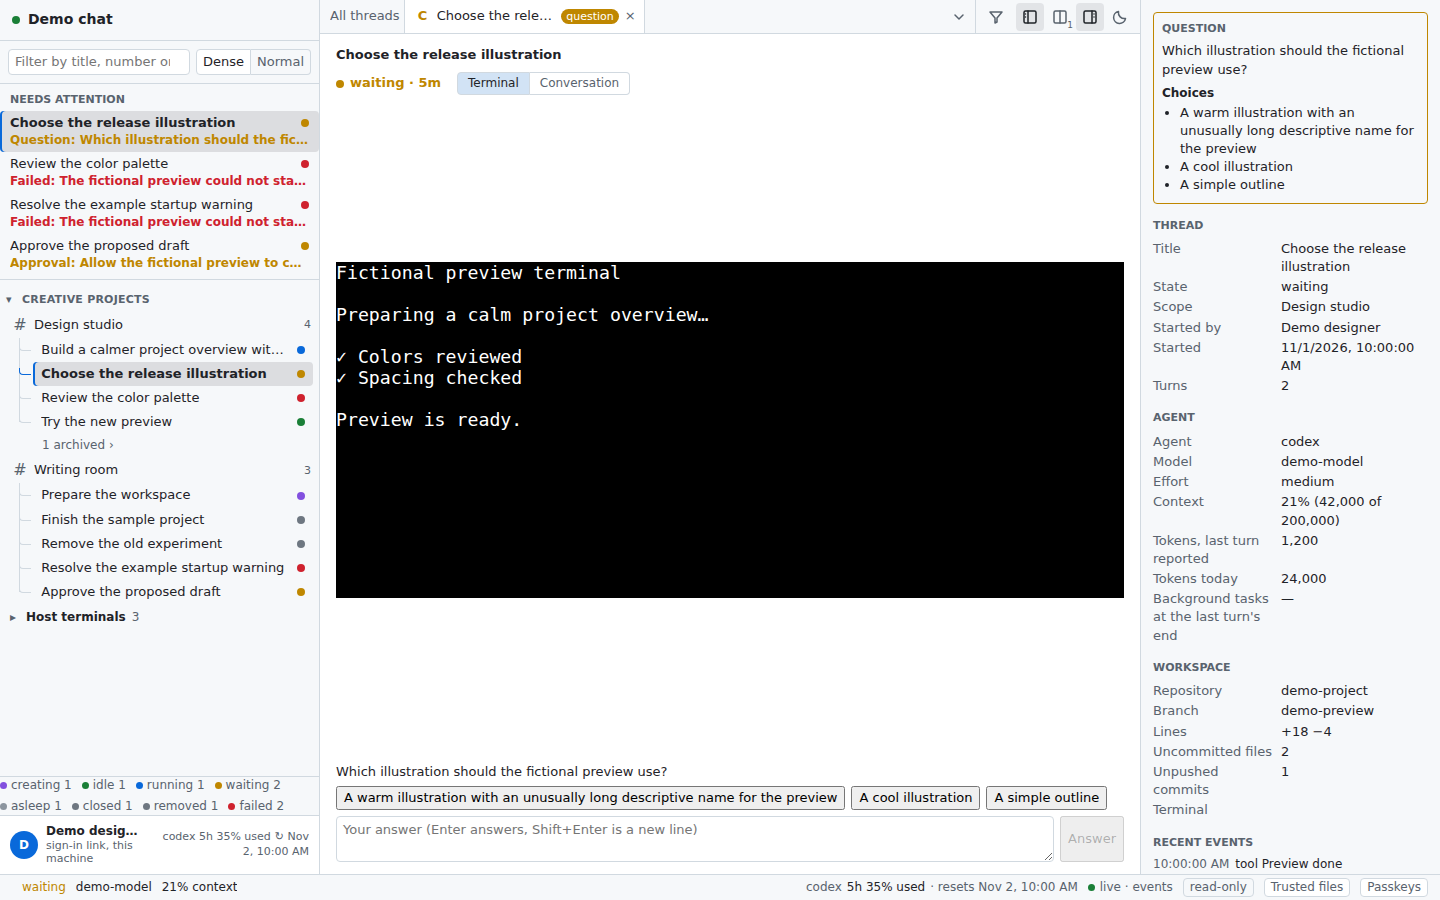 Demo chat
Dense
Normal
NEEDS ATTENTION
Choose the release illustration
Question: Which illustration should the fic…
Review the color palette
Failed: The fictional preview could not sta…
Resolve the example startup warning
Failed: The fictional preview could not sta…
Approve the proposed draft
Approval: Allow the fictional preview to c…
CREATIVE PROJECTS
# Design studio 4
Build a calmer project overview wit…
Choose the release illustration
Review the color palette
Try the new preview
1 archived ›
# Writing room 3
Prepare the workspace
Finish the sample project
Remove the old experiment
Resolve the example startup warning
Approve the proposed draft
Host terminals 3
creating 1 idle 1 running 1 waiting 2
asleep 1 closed 1 removed 1 failed 2
D
Demo desig…
sign-in link, this
machine
codex 5h 35% used ↻ Nov
2, 10:00 AM
All threads
C Choose the rele… question ×
1
Choose the release illustration
waiting · 5m
Terminal
Conversation
Fictional preview terminal
Preparing a calm project overview…
✓ Colors reviewed
✓ Spacing checked
Preview is ready.
Which illustration should the fictional preview use?
A warm illustration with an unusually long descriptive name for the preview
A cool illustration
A simple outline
Your answer (Enter answers, Shift+Enter is a new line)
Answer
QUESTION
Which illustration should the fictional
preview use?
Choices
• A warm illustration with an
unusually long descriptive name for
the preview
• A cool illustration
• A simple outline
THREAD
Title Choose the release
illustration
State waiting
Scope Design studio
Started by Demo designer
Started 11/1/2026, 10:00:00
AM
Turns 2
AGENT
Agent codex
Model demo-model
Effort medium
Context 21% (42,000 of
200,000)
Tokens, last turn 1,200
reported
Tokens today 24,000
Background tasks —
at the last turn's
end
WORKSPACE
Repository demo-project
Branch demo-preview
Lines +18 −4
Uncommitted files 2
Unpushed 1
commits
Terminal
RECENT EVENTS
10:00:00 AM tool Preview done
waiting demo-model 21% context
codex 5h 35% used · resets Nov 2, 10:00 AM
live · events
read-only
Trusted files
Passkeys
Filter by title, number